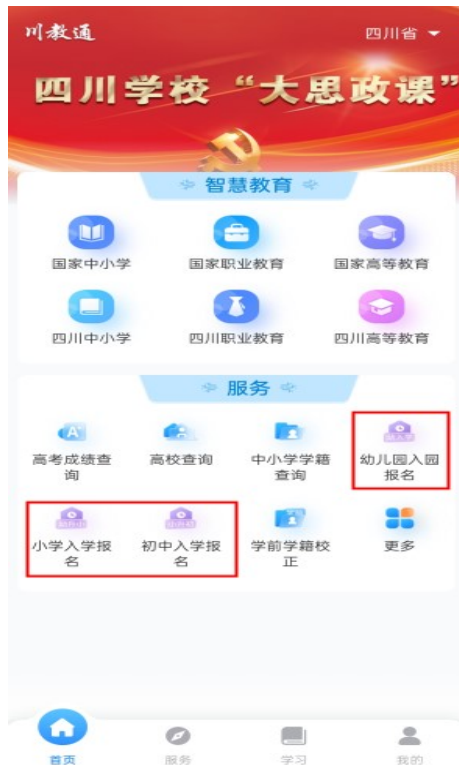 川教通
四川省
四川学校“大思政课”
智慧教育
国家中小学
国家职业教育
国家高等教育
四川中小学
四川职业教育
四川高等教育
服务
高考成绩查
询
高校查询
中小学学籍
查询
幼儿园入园
报名
小学入学报
名
初中入学报
名
学前学籍校
正
更多
首页
服务
学习
我的